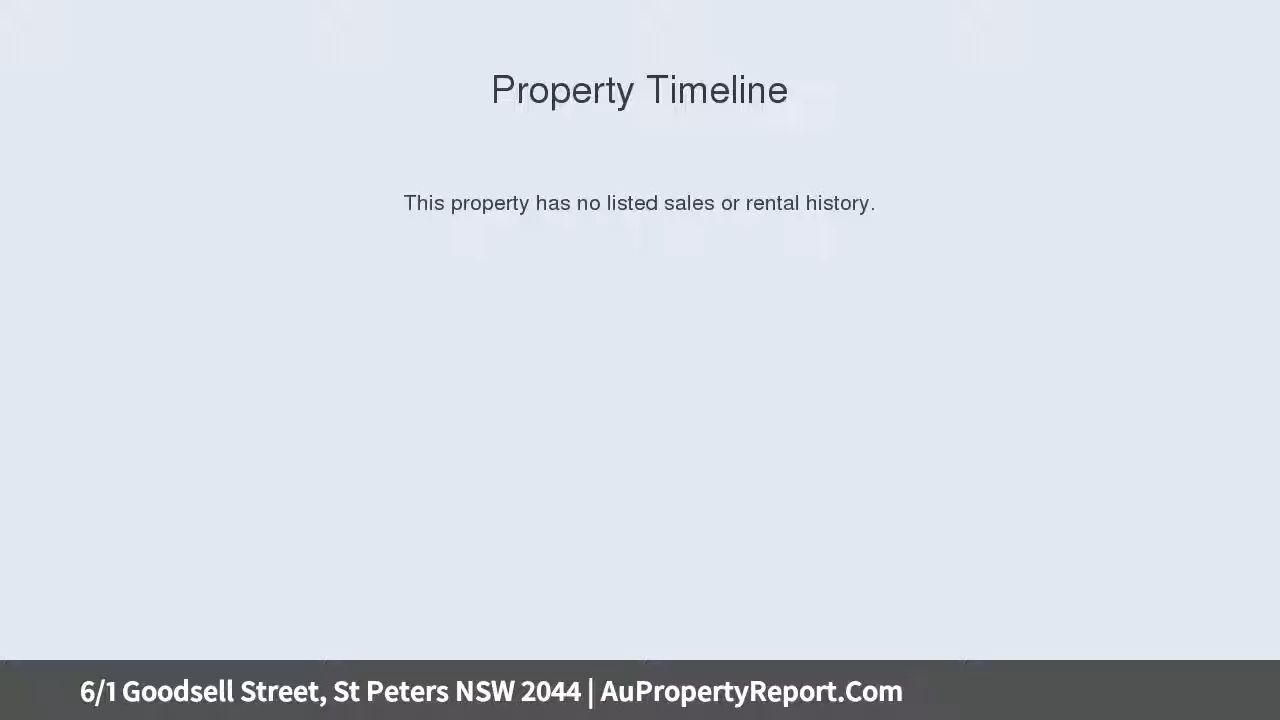 Property Timeline
This property has no listed sales or rental history.
6/1 Goodsell Street, St Peters NSW 2044 | AuPropertyReport.Com